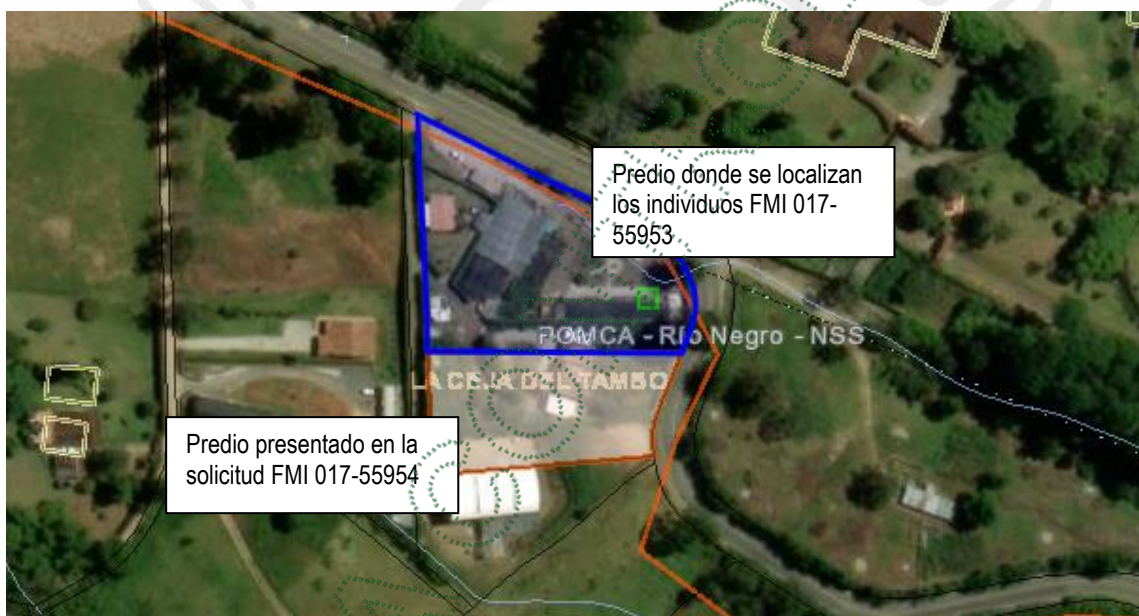 Predio donde se localizan
los individuos FMI 017-
55953
POMCA - Río Negro - NSS
LA CEJA DEL TAMBO
Predio presentado en la
solicitud FMI 017-55954